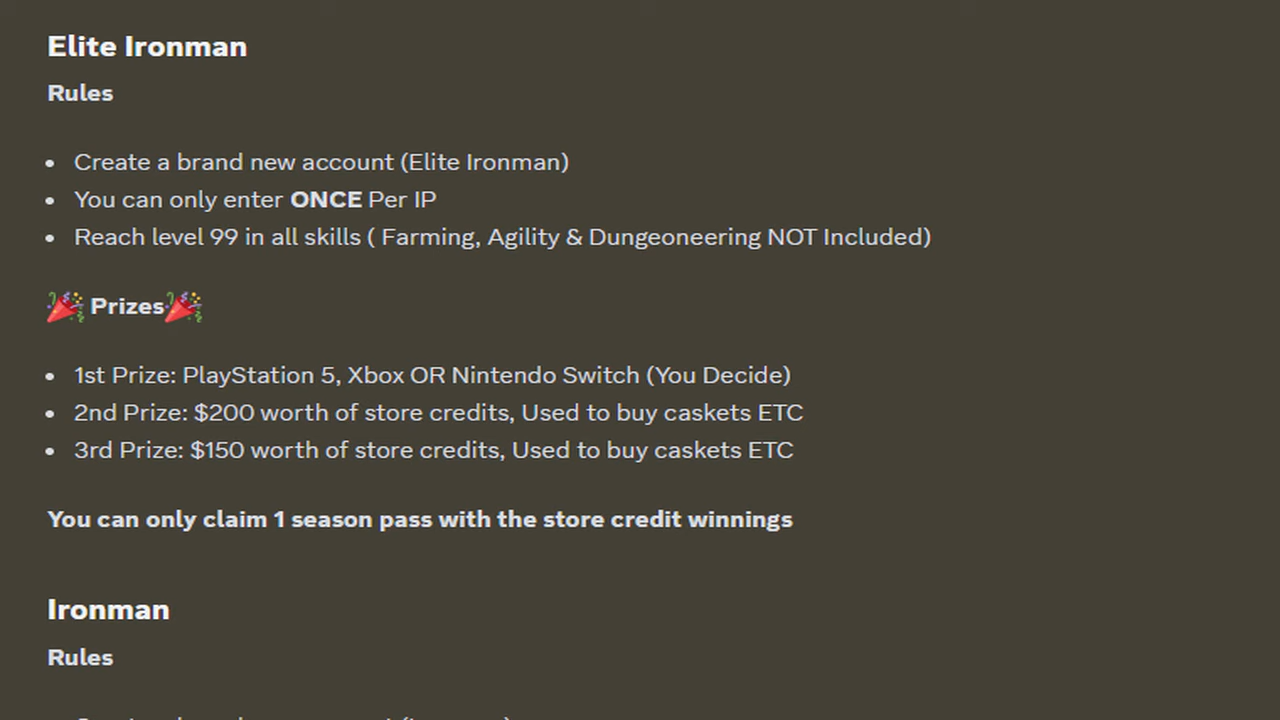 Elite Ironman
Rules
• Create a brand new account (Elite Ironman)
• You can only enter ONCE Per IP
• Reach level 99 in all skills ( Farming, Agility & Dungeoneering NOT Included)
🎉 Prizes🎉
• 1st Prize: PlayStation 5, Xbox OR Nintendo Switch (You Decide)
• 2nd Prize: $200 worth of store credits, Used to buy caskets ETC
• 3rd Prize: $150 worth of store credits, Used to buy caskets ETC
You can only claim 1 season pass with the store credit winnings
Ironman
Rules